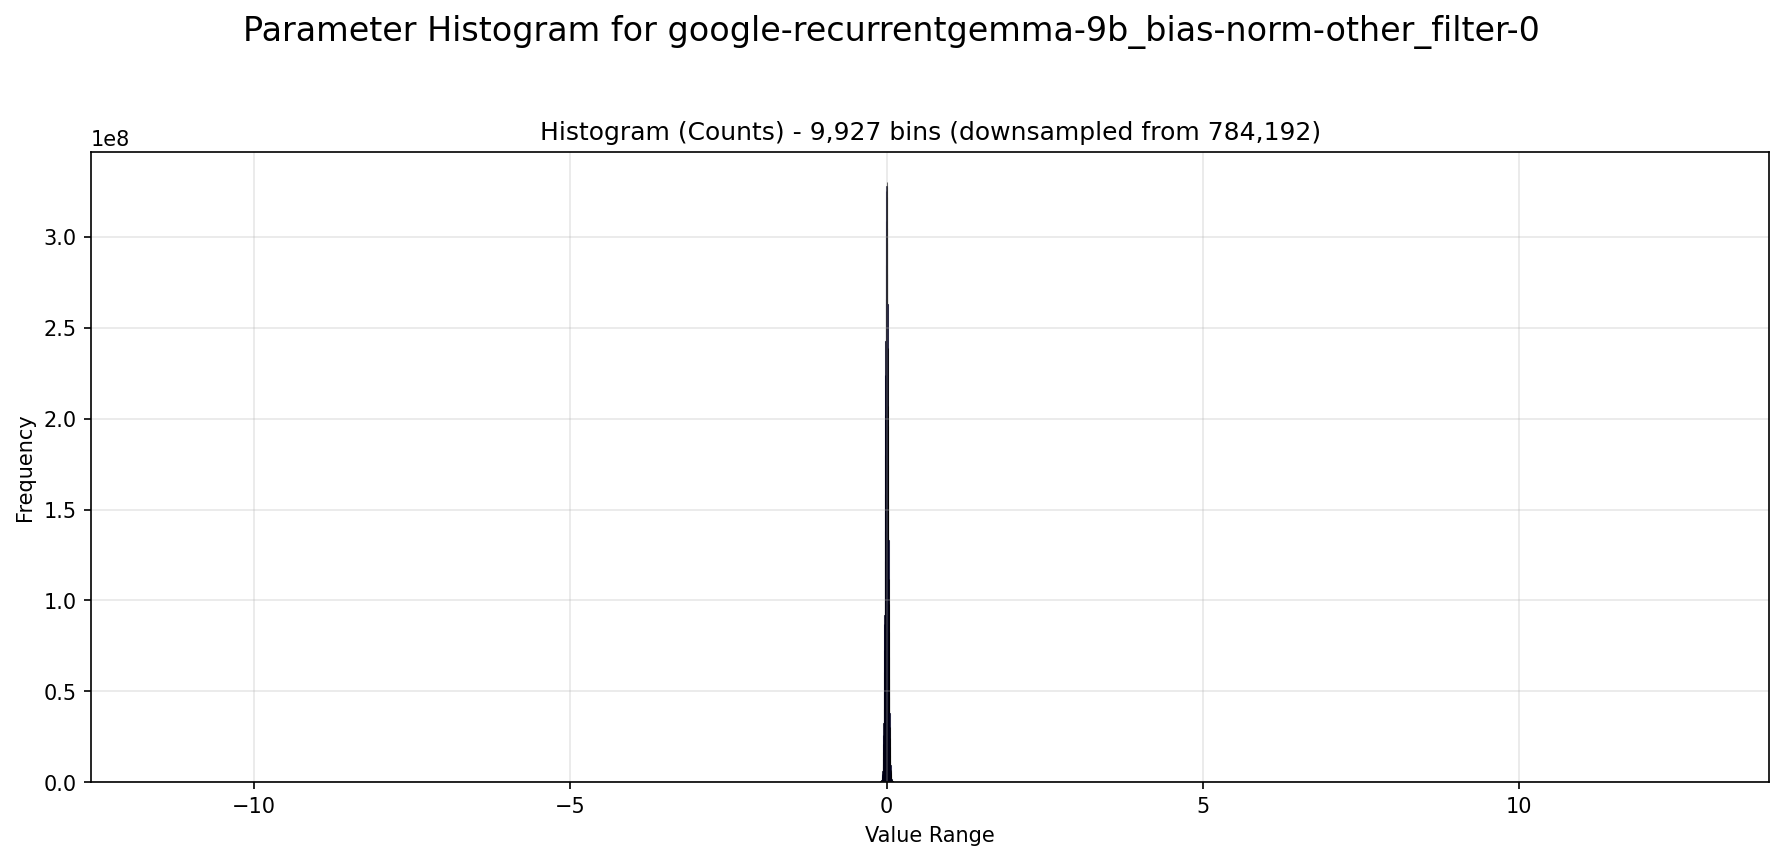 Parameter Histogram for google-recurrentgemma-9b_bias-norm-other_filter-0
Histogram (Counts) - 9,927 bins (downsampled from 784,192)
1e8
3.0
2.5
2.0
1.5
1.0
0.5
0.0
Frequency
−10 −5 0 5 10
Value Range